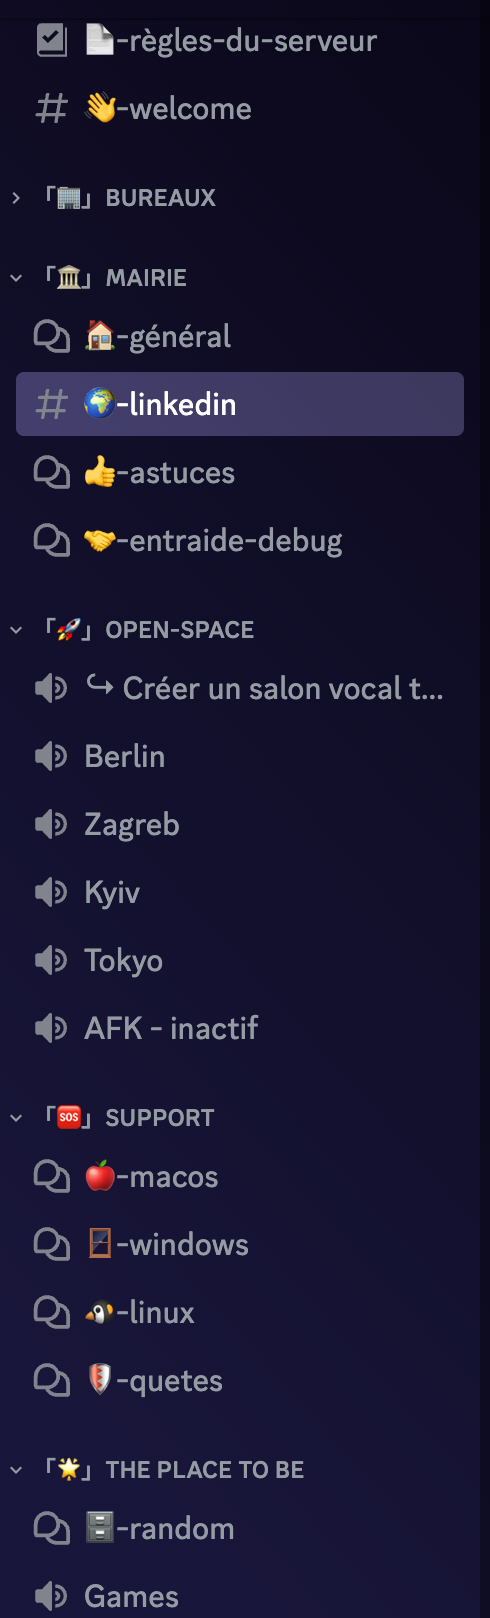 📄-règles-du-serveur
👋-welcome
「🏢」 BUREAUX
「🏛️」 MAIRIE
🏠-général
🌍-linkedin
👍-astuces
🤝-entraide-debug
「🚀」 OPEN-SPACE
↪ Créer un salon vocal t...
Berlin
Zagreb
Kyiv
Tokyo
AFK - inactif
「🆘」 SUPPORT
🍎-macos
🪟-windows
🐧-linux
🛡️-quetes
「🌟」 THE PLACE TO BE
🗄️-random
Games